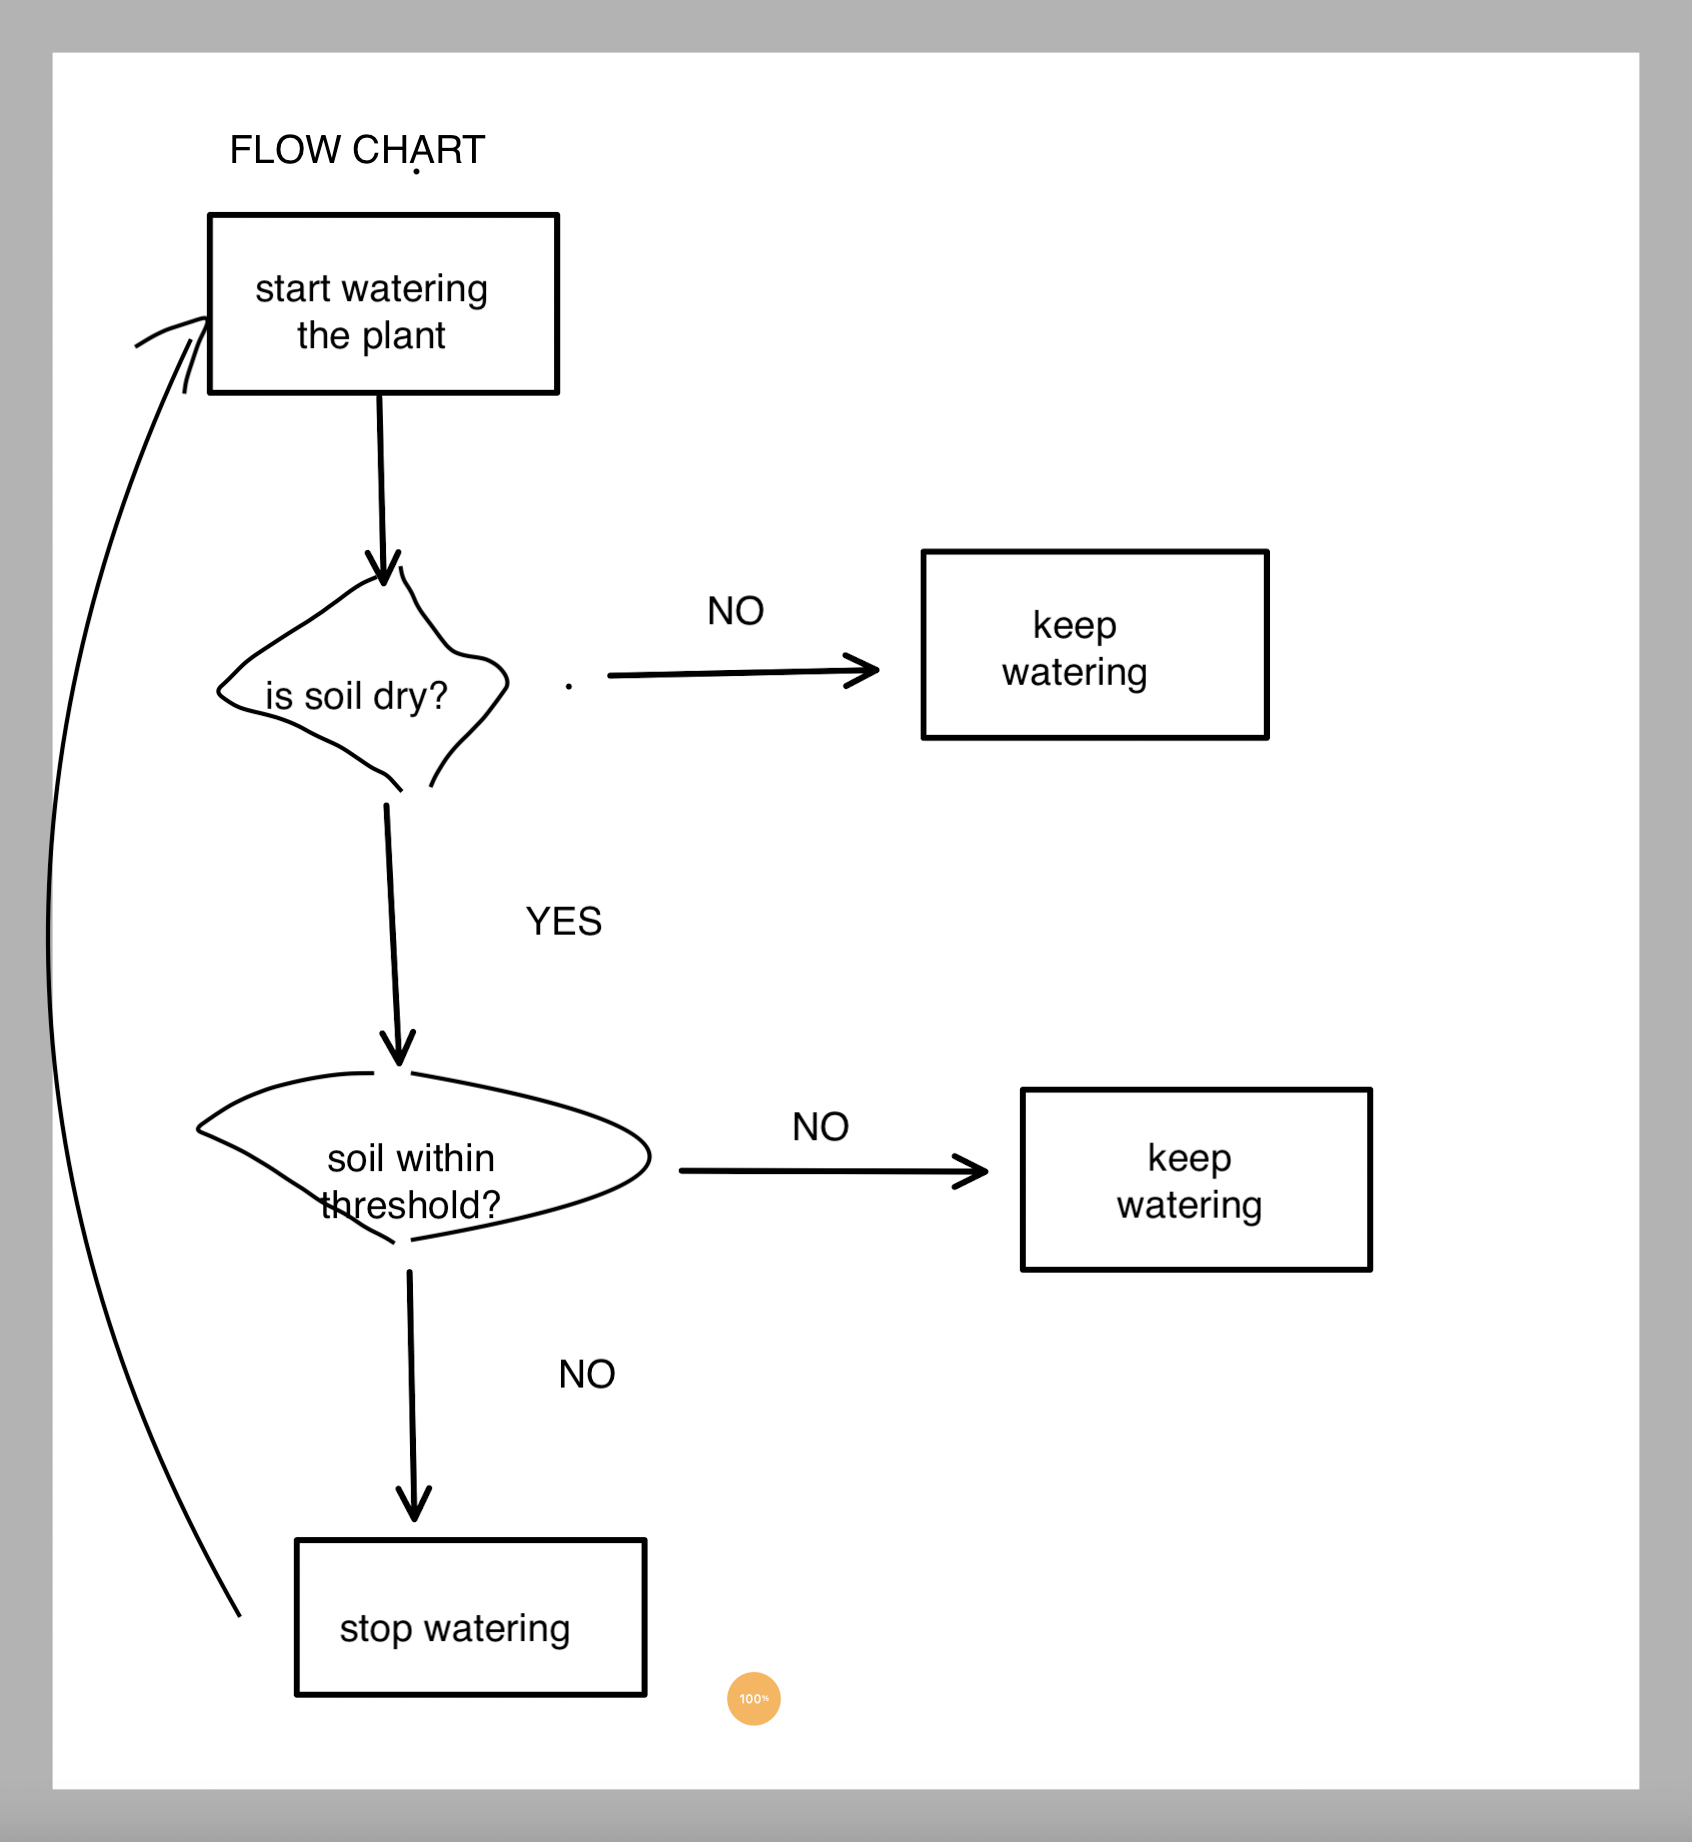 FLOW CHART
start watering
the plant
NO
keep
watering
is soil dry?
YES
NO
soil within
threshold?
keep
watering
NO
stop watering
100%